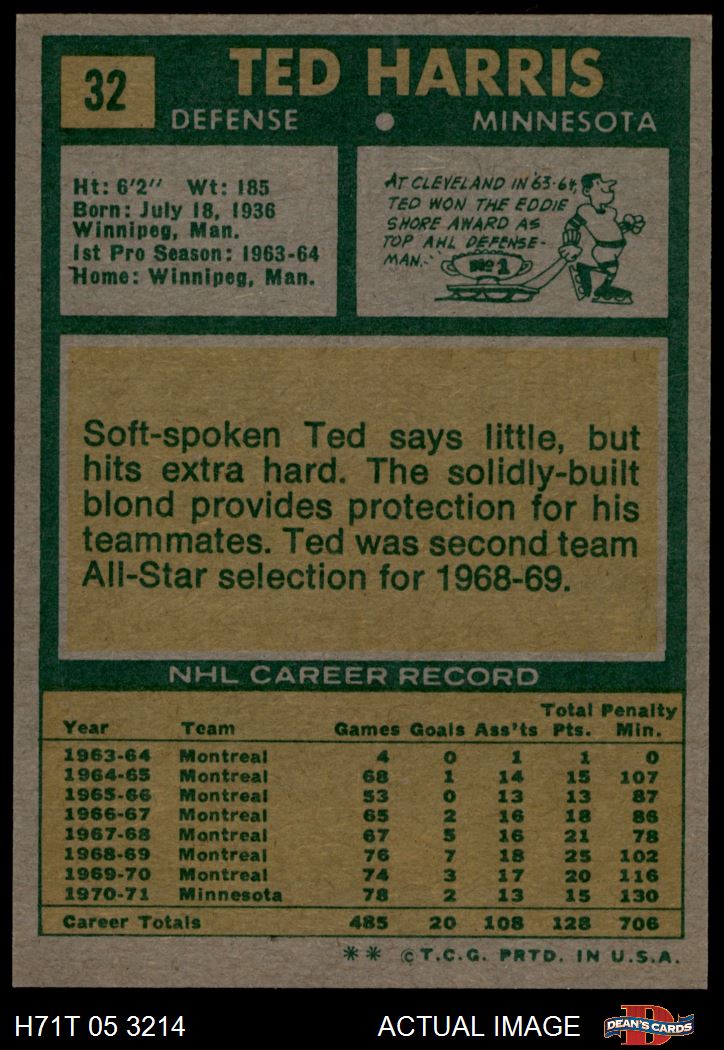 32
TED HARRIS
DEFENSE ● MINNESOTA
Ht: 6'2" Wt: 185
Born: July 18, 1936
Winnipeg, Man.
1st Pro Season: 1963-64
Home: Winnipeg, Man.
AT CLEVELAND IN '63-64,
TED WON THE EDDIE
SHORE AWARD AS
TOP AHL DEFENSE-
MAN.
No 1
Soft-spoken Ted says little, but
hits extra hard. The solidly-built
blond provides protection for his
teammates. Ted was second team
All-Star selection for 1968-69.
NHL CAREER RECORD
Year Team Games Goals Ass'ts Total Pts. Penalty Min.
1963-64 Montreal 4 0 1 1 0
1964-65 Montreal 68 1 14 15 107
1965-66 Montreal 53 0 13 13 87
1966-67 Montreal 65 2 16 18 86
1967-68 Montreal 67 5 16 21 78
1968-69 Montreal 76 7 18 25 102
1969-70 Montreal 74 3 17 20 116
1970-71 Minnesota 78 2 13 15 130
Career Totals 485 20 108 128 706
** © T.C.G. PRTD. IN U.S.A.
H71T 05 3214 ACTUAL IMAGE
D
DEAN'S CARDS